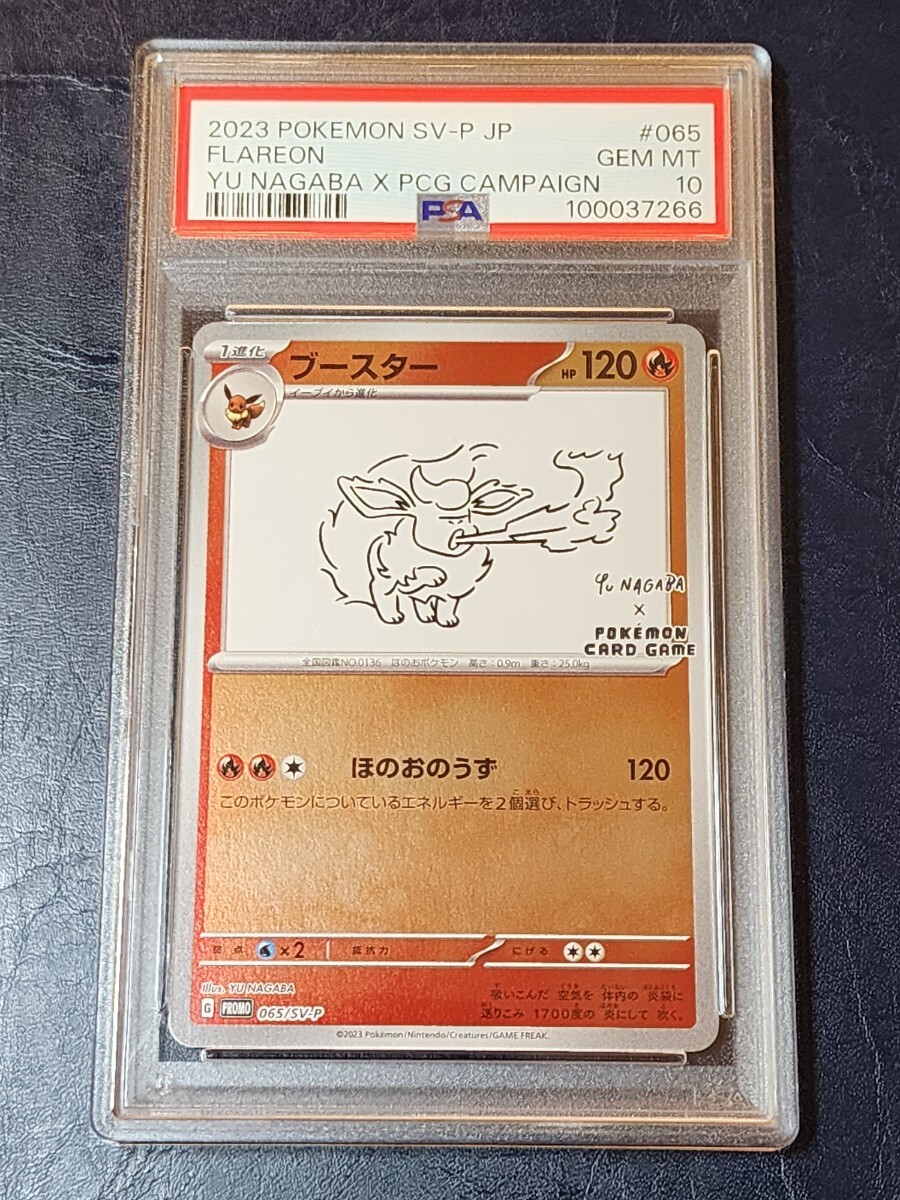 2023 POKEMON SV-P JP #065
FLAREON GEM MT
YU NAGABA X PCG CAMPAIGN 10
PSA 100037266
1進化 ブースター HP 120
イーブイから進化
Yu NAGABA
×
POKÉMON
CARD GAME
全国図鑑NO.0136 ほのおポケモン 高さ:0.9m 重さ:25.0kg
ほのおのうず 120
このポケモンについているエネルギーを2個選び、トラッシュする。
弱点 ×2 抵抗力 にげる
Illus. YU NAGABA
G PROMO 065/SV-P
吸いこんだ 空気を 体内の 炎袋に
送りこみ 1700度の 炎にして 吹く。
©2023 Pokémon/Nintendo/Creatures/GAME FREAK.